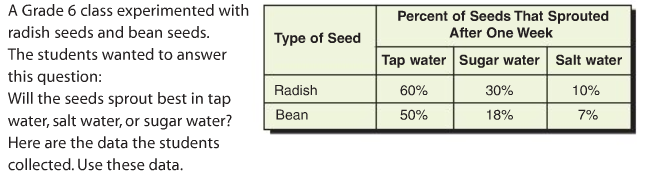 A Grade 6 class experimented with
radish seeds and bean seeds.
The students wanted to answer
this question:
Will the seeds sprout best in tap
water, salt water, or sugar water?
Here are the data the students
collected. Use these data.
Type of Seed
Percent of Seeds That Sprouted
After One Week
Tap water Sugar water Salt water
Radish 60% 30% 10%
Bean 50% 18% 7%